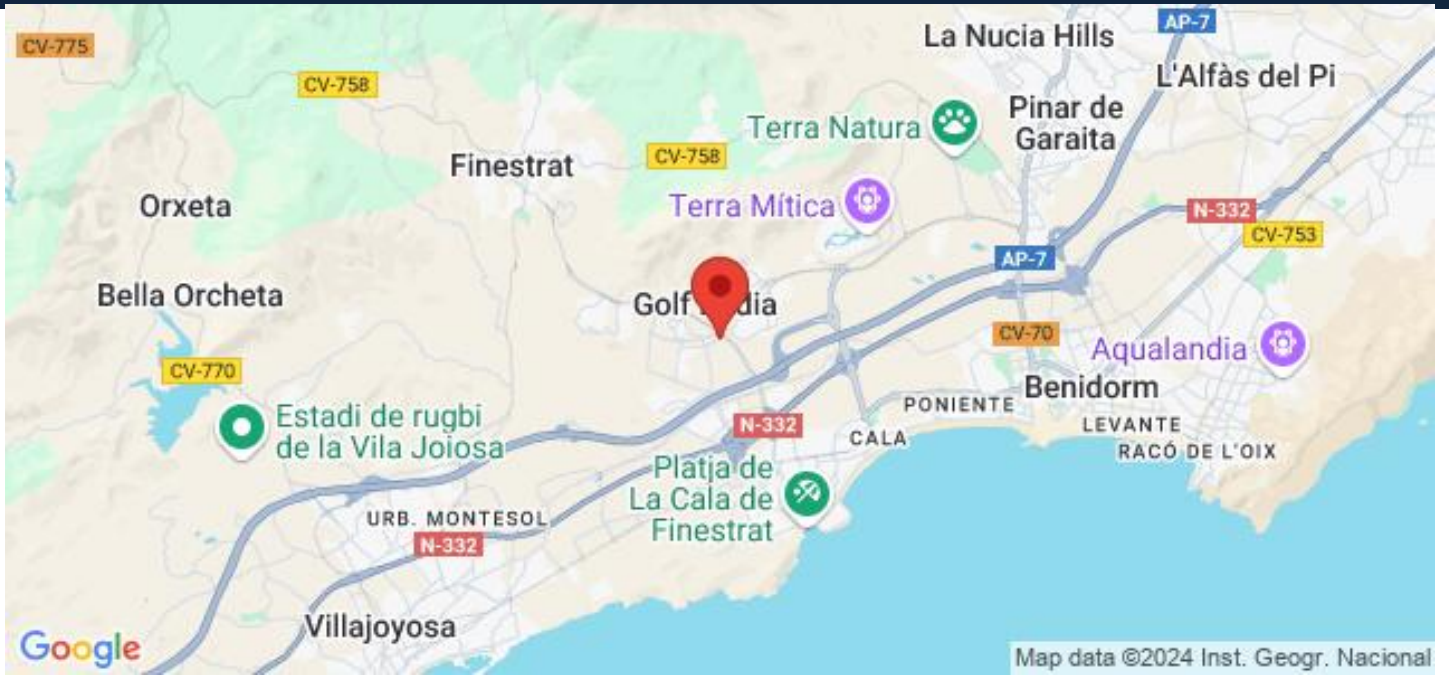 CV-775
AP-7
La Nucia Hills
L'Alfàs del Pi
CV-758
Pinar de
Garaita
Terra Natura
Finestrat
CV-758
Orxeta
Terra Mítica
N-332
CV-753
AP-7
Bella Orcheta
Golf
dia
CV-70
Aqualandia
CV-770
Benidorm
PONIENTE
Estadi de rugbi
de la Vila Joiosa
N-332
LEVANTE
CALA
RACÓ DE L'OIX
Platja de
La Cala de
Finestrat
URB. MONTESOL
N-332
Villajoyosa
Google
Map data ©2024 Inst. Geogr. Nacional